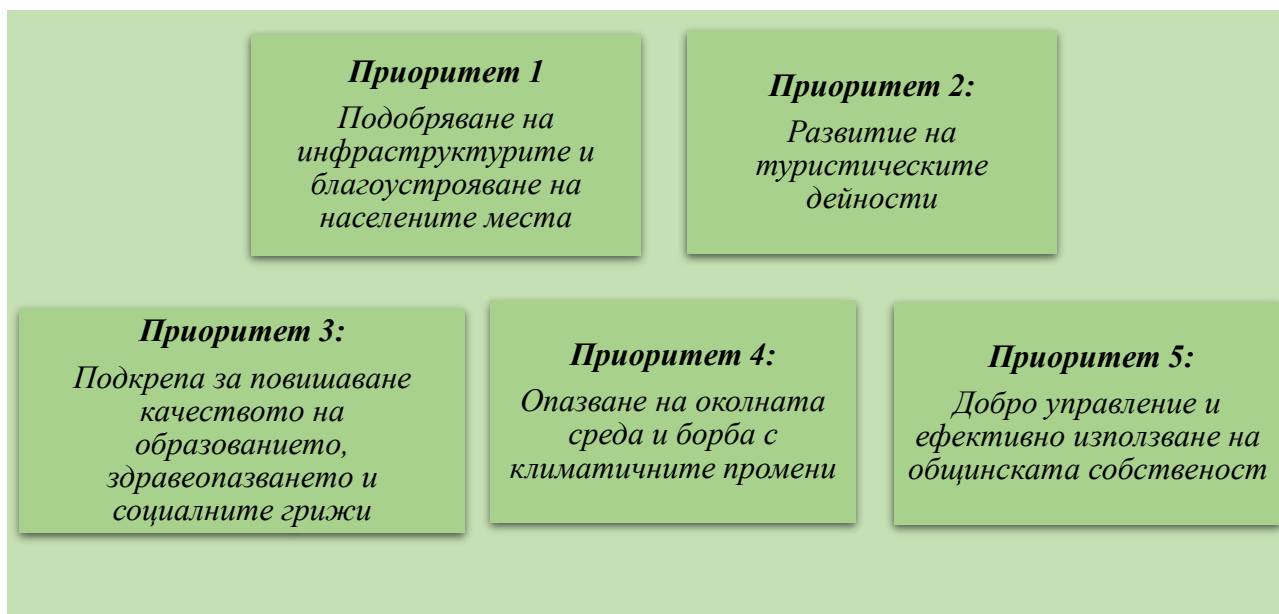 Приоритет 1
Подобряване на
инфраструктурите и
благоустрояване на
населените места
Приоритет 2:
Развитие на
туристическите
дейности
Приоритет 3:
Подкрепа за повишаване
качеството на
образованието,
здравеопазването и
социалните грижи
Приоритет 4:
Опазване на околната
среда и борба с
климатичните промени
Приоритет 5:
Добро управление и
ефективно използване на
общинската собственост